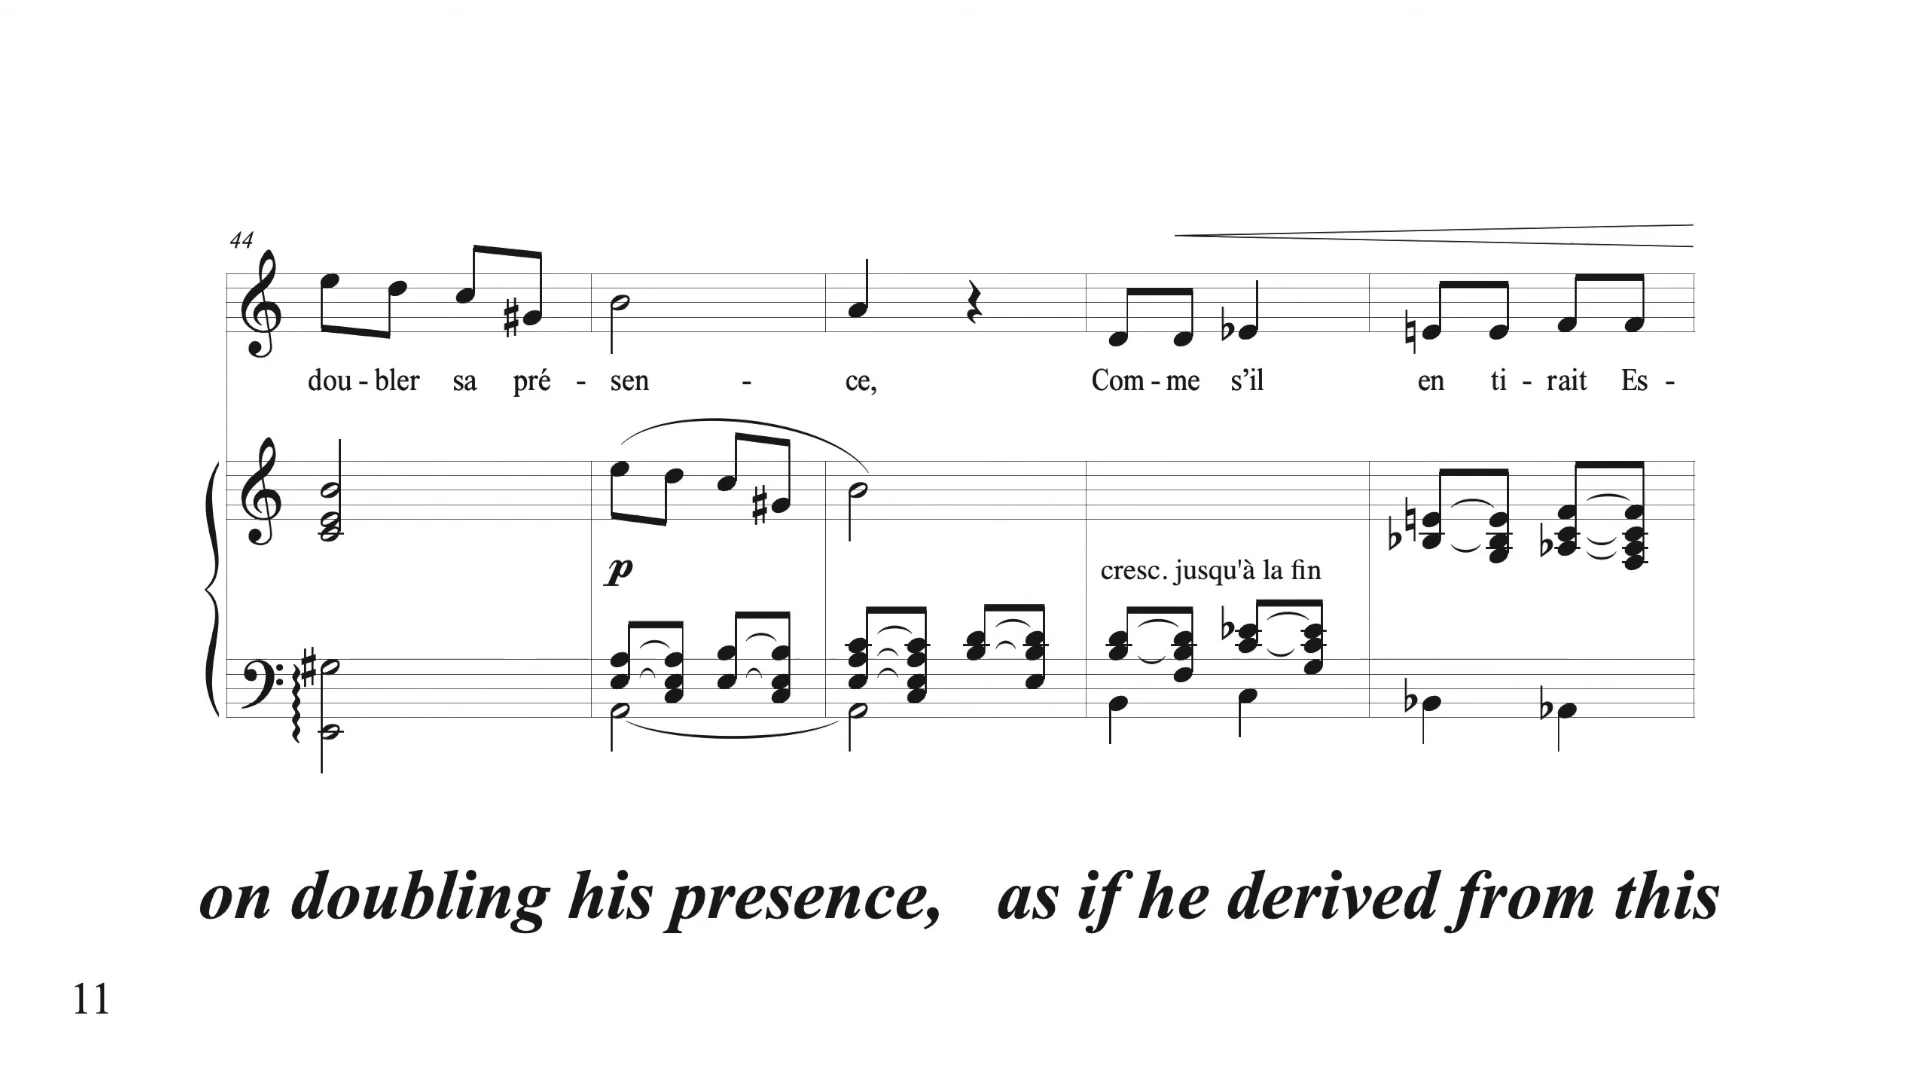 44
dou - bler sa pré - sen - ce, Com - me s'il en ti - rait Es -
p
cresc. jusqu'à la fin
on doubling his presence, as if he derived from this
11